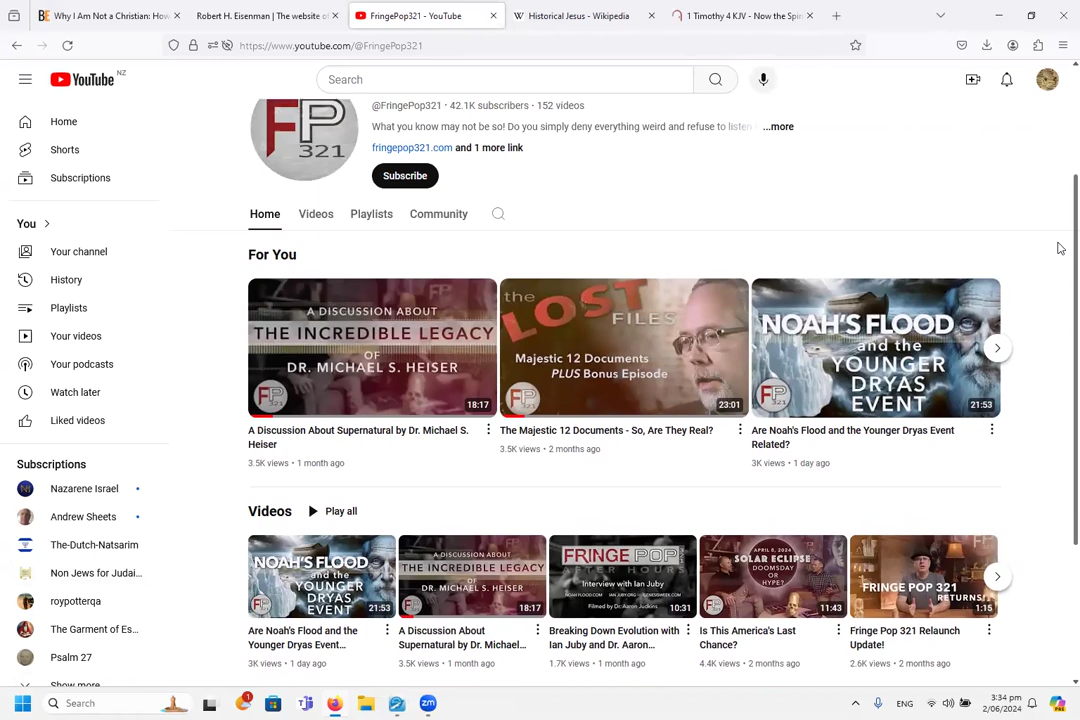 Why I Am Not a Christian: How
Robert H. Eisenman | The website o
FringePop321 - YouTube
Historical Jesus - Wikipedia
1 Timothy 4 KJV - Now the Spi
https://www.youtube.com/@FringePop321
YouTube NZ
Search
Home
Shorts
Subscriptions
You
Your channel
History
Playlists
Your videos
Your podcasts
Watch later
Liked videos
Subscriptions
Nazarene Israel
Andrew Sheets
The-Dutch-Natsarim
Non Jews for Judai...
roypotterqa
The Garment of Es...
Psalm 27
Show more
FP
321
@FringePop321 • 42.1K subscribers • 152 videos
What you know may not be so! Do you simply deny everything weird and refuse to listen ...more
fringepop321.com and 1 more link
Subscribe
Home Videos Playlists Community
For You
A DISCUSSION ABOUT
THE INCREDIBLE LEGACY
OF
DR. MICHAEL S. HEISER
FP
18:17
A Discussion About Supernatural by Dr. Michael S.
Heiser
3.5K views • 1 month ago
the
LOST
FILES
Majestic 12 Documents
PLUS Bonus Episode
FP
23:01
The Majestic 12 Documents - So, Are They Real?
3.5K views • 2 months ago
NOAH'S FLOOD
and the
YOUNGER
DRYAS
EVENT
FP
21:53
Are Noah's Flood and the Younger Dryas Event
Related?
3K views • 1 day ago
Videos Play all
NOAH'S FLOOD
and the
YOUNGER
DRYAS
EVENT
21:53
Are Noah's Flood and the
Younger Dryas Event...
3K views • 1 day ago
A DISCUSSION ABOUT
THE INCREDIBLE LEGACY
OF
DR. MICHAEL S. HEISER
18:17
A Discussion About
Supernatural by Dr. Michael...
3.5K views • 1 month ago
FRINGE POP
AFTER HOURS
Interview with Ian Juby
Filmed by Dr. Aaron Judkins
10:31
Breaking Down Evolution with
Ian Juby and Dr. Aaron...
1.7K views • 1 month ago
APRIL 8, 2024
SOLAR ECLIPSE
DOOMSDAY
OR
HYPE?
11:43
Is This America's Last
Chance?
4.4K views • 2 months ago
FRINGE POP 321
RETURNS!
1:15
Fringe Pop 321 Relaunch
Update!
2.6K views • 2 months ago
Search
1
ENG
3:34 pm
2/06/2024